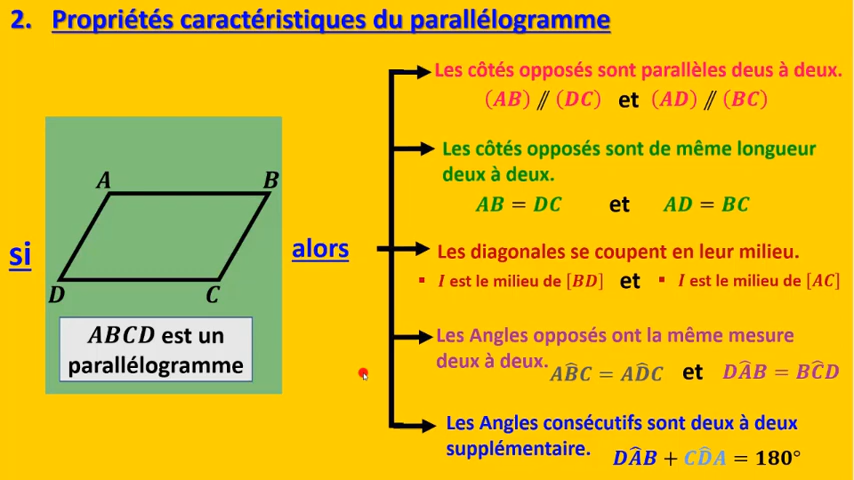 2. Propriétés caractéristiques du parallélogramme
A
B
D
C
ABCD est un
parallélogramme
si
alors
Les côtés opposés sont parallèles deus à deux.
(AB) // (DC) et (AD) // (BC)
Les côtés opposés sont de même longueur
deux à deux.
AB = DC et AD = BC
Les diagonales se coupent en leur milieu.
▪ I est le milieu de [BD] et ▪ I est le milieu de [AC]
Les Angles opposés ont la même mesure
deux à deux. AB̂C = AD̂C et DÂB = BĈD
Les Angles consécutifs sont deux à deux
supplémentaire. DÂB + CD̂A = 180°